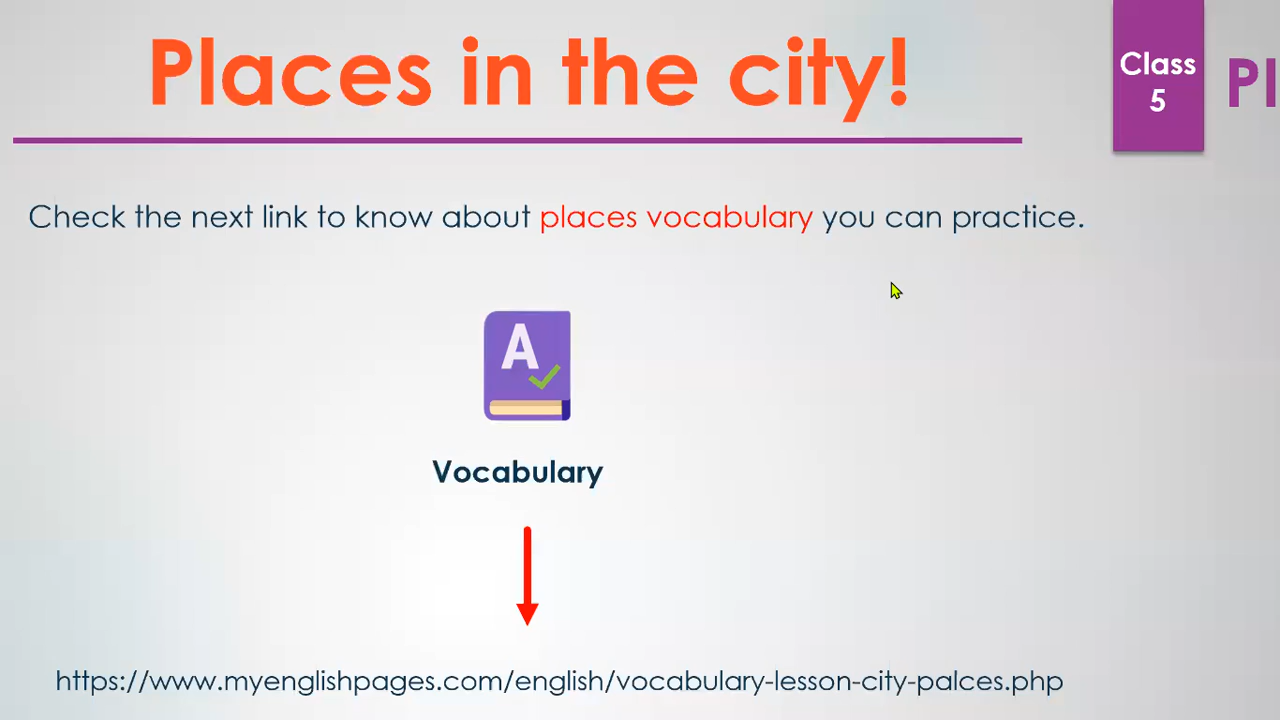 Places in the city!
Class
5
Pl
Check the next link to know about places vocabulary you can practice.
A
Vocabulary
https://www.myenglishpages.com/english/vocabulary-lesson-city-palces.php